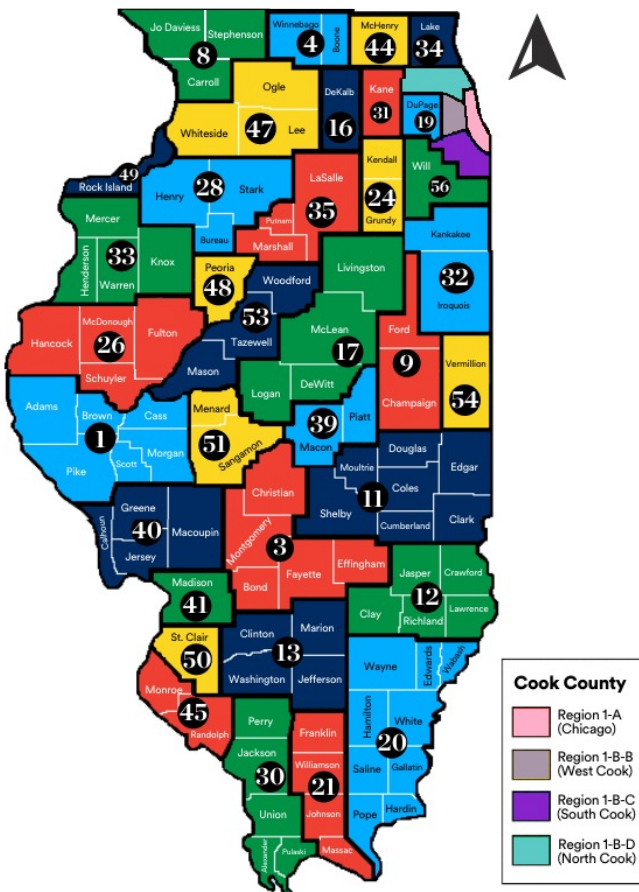 Jo Daviess
Stephenson
8
Carroll
Winnebago
4
Boone
McHenry
44
Lake
34
Ogle
Whiteside
47
Lee
DeKalb
16
Kane
31
DuPage
19
49
Rock Island
Henry
28
Stark
Bureau
LaSalle
35
Putnam
Marshall
Kendall
24
Grundy
Will
56
Mercer
Henderson
33
Warren
Knox
Peoria
48
Woodford
53
Tazewell
Mason
Livingston
McLean
17
Logan
DeWitt
Kankakee
32
Iroquois
Ford
9
Champaign
Vermillion
54
Hancock
McDonough
26
Fulton
Schuyler
Adams
Brown
1
Cass
Pike
Scott
Morgan
Menard
51
Sangamon
39
Macon
Piatt
Douglas
Moultrie
Edgar
Coles
11
Shelby
Cumberland
Clark
Calhoun
Greene
40
Macoupin
Jersey
Christian
Montgomery
3
Bond
Fayette
Effingham
Jasper
Crawford
12
Clay
Richland
Lawrence
Madison
41
St. Clair
50
Clinton
Marion
13
Washington
Jefferson
Monroe
45
Randolph
Wayne
Edwards
Wabash
Hamilton
White
20
Saline
Gallatin
Pope
Hardin
Perry
Jackson
30
Union
Alexander
Pulaski
Franklin
Williamson
21
Johnson
Massac
Cook County
Region 1-A
(Chicago)
Region 1-B-B
(West Cook)
Region 1-B-C
(South Cook)
Region 1-B-D
(North Cook)